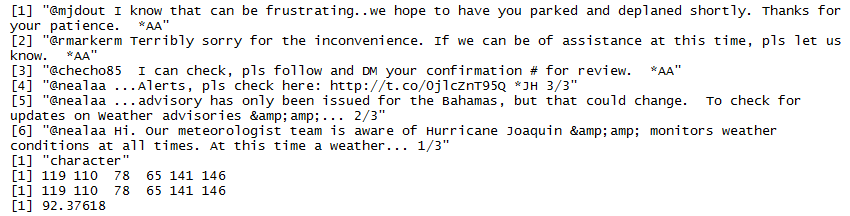 [1] "@mjdout I know that can be frustrating..we hope to have you parked and deplaned shortly. Thanks for
your patience.  *AA"
[2] "@rmarkerm Terribly sorry for the inconvenience. If we can be of assistance at this time, pls let us
know.  *AA"
[3] "@checho85  I can check, pls follow and DM your confirmation # for review.  *AA"
[4] "@nealaa ...Alerts, pls check here: http://t.co/0jlcZnT95Q *JH 3/3"
[5] "@nealaa ...advisory has only been issued for the Bahamas, but that could change.  To check for
updates on Weather advisories &amp;amp;... 2/3"
[6] "@nealaa Hi. Our meteorologist team is aware of Hurricane Joaquin &amp;amp; monitors weather
conditions at all times. At this time a weather... 1/3"
[1] "character"
[1] 119 110  78  65 141 146
[1] 119 110  78  65 141 146
[1] 92.37618